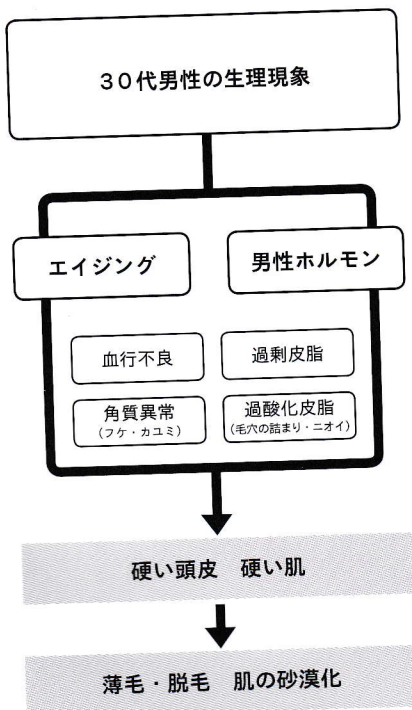 30代男性の生理現象
エイジング
男性ホルモン
血行不良
過剰皮脂
角質異常
(フケ・カユミ)
過酸化皮脂
(毛穴の詰まり・ニオイ)
硬い頭皮　硬い肌
薄毛・脱毛　肌の砂漠化